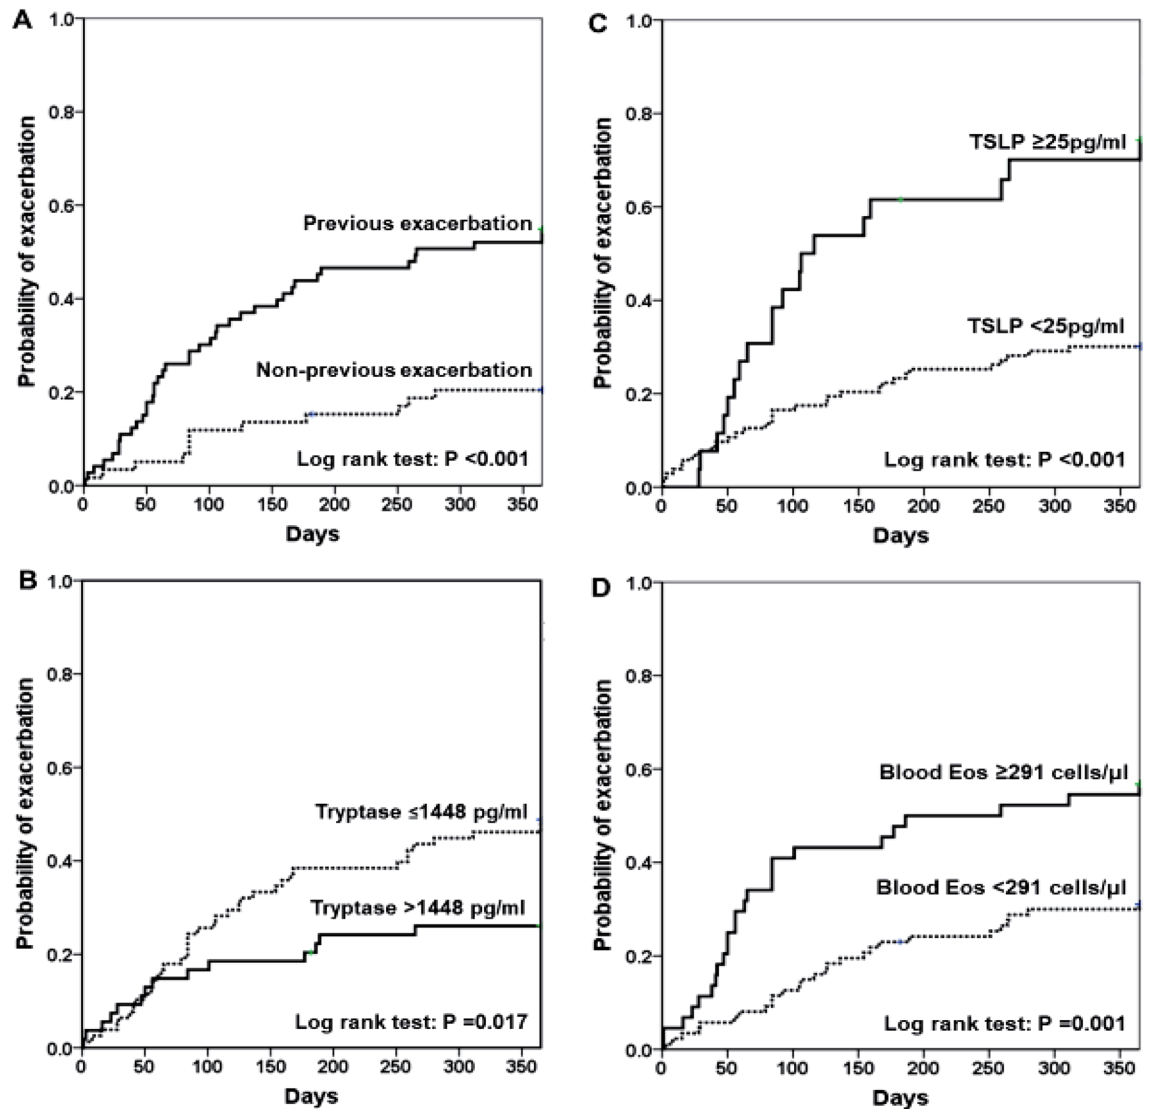 A
Probability of exacerbation
1.0
0.8
0.6
0.4
0.2
0.0
Previous exacerbation
Non-previous exacerbation
Log rank test: P <0.001
0 50 100 150 200 250 300 350
Days
C
Probability of exacerbation
1.0
0.8
0.6
0.4
0.2
0.0
TSLP ≥25pg/ml
TSLP <25pg/ml
Log rank test: P <0.001
0 50 100 150 200 250 300 350
Days
B
Probability of exacerbation
1.0
0.8
0.6
0.4
0.2
0.0
Tryptase ≤1448 pg/ml
Tryptase >1448 pg/ml
Log rank test: P =0.017
0 50 100 150 200 250 300 350
Days
D
Probability of exacerbation
1.0
0.8
0.6
0.4
0.2
0.0
Blood Eos ≥291 cells/µl
Blood Eos <291 cells/µl
Log rank test: P =0.001
0 50 100 150 200 250 300 350
Days